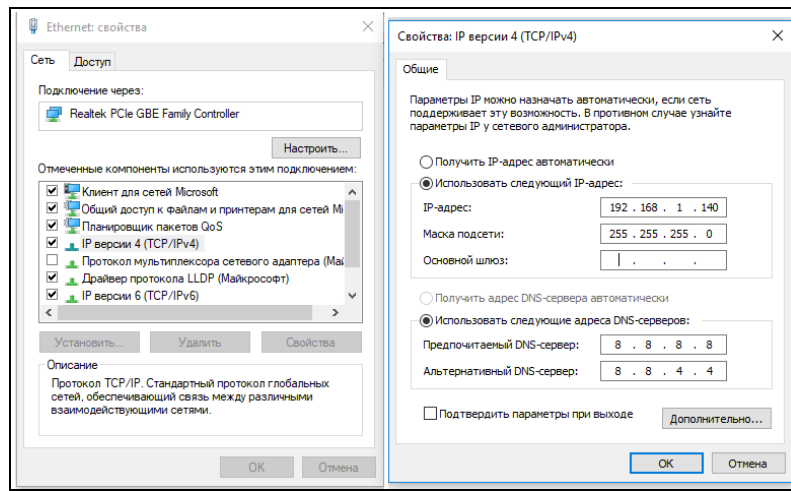 Ethernet: свойства
Сеть
Доступ
Подключение через:
Realtek PCIe GBE Family Controller
Настроить...
Отмеченные компоненты используются этим подключением:
Клиент для сетей Microsoft
Общий доступ к файлам и принтерам для сетей Mi
Планировщик пакетов QoS
IP версии 4 (TCP/IPv4)
Протокол мультиплексора сетевого адаптера (Май
Драйвер протокола LLDP (Майкрософт)
IP версии 6 (TCP/IPv6)
Установить...
Удалить
Свойства
Описание
Протокол TCP/IP. Стандартный протокол глобальных
сетей, обеспечивающий связь между различными
взаимодействующими сетями.
ОК
Отмена
Свойства: IP версии 4 (TCP/IPv4)
Общие
Параметры IP можно назначать автоматически, если сеть
поддерживает эту возможность. В противном случае узнайте
параметры IP у сетевого администратора.
Получить IP-адрес автоматически
Использовать следующий IP-адрес:
IP-адрес: 192 . 168 . 1 . 140
Маска подсети: 255 . 255 . 255 . 0
Основной шлюз: . . .
Получить адрес DNS-сервера автоматически
Использовать следующие адреса DNS-серверов:
Предпочитаемый DNS-сервер: 8 . 8 . 8 . 8
Альтернативный DNS-сервер: 8 . 8 . 4 . 4
Подтвердить параметры при выходе
Дополнительно...
ОК
Отмена